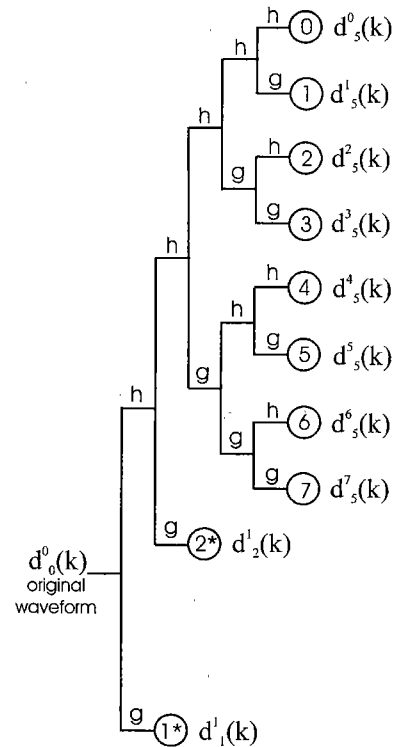 h
0 d⁰₅(k)
h
g
1 d¹₅(k)
h
h
2 d²₅(k)
g
g
3 d³₅(k)
h
h
4 d⁴₅(k)
h
g
5 d⁵₅(k)
g
h
6 d⁶₅(k)
h
g
g
7 d⁷₅(k)
g
2* d¹₂(k)
d⁰₀(k)
original
waveform
g
1* d¹₁(k)